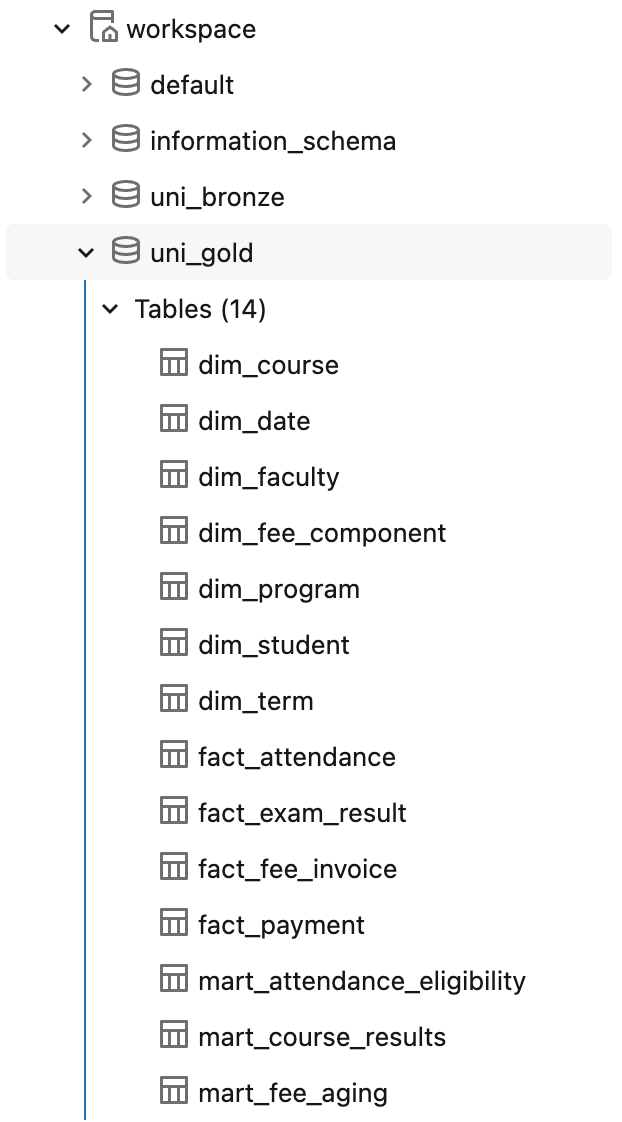 workspace
default
information_schema
uni_bronze
uni_gold
Tables (14)
dim_course
dim_date
dim_faculty
dim_fee_component
dim_program
dim_student
dim_term
fact_attendance
fact_exam_result
fact_fee_invoice
fact_payment
mart_attendance_eligibility
mart_course_results
mart_fee_aging